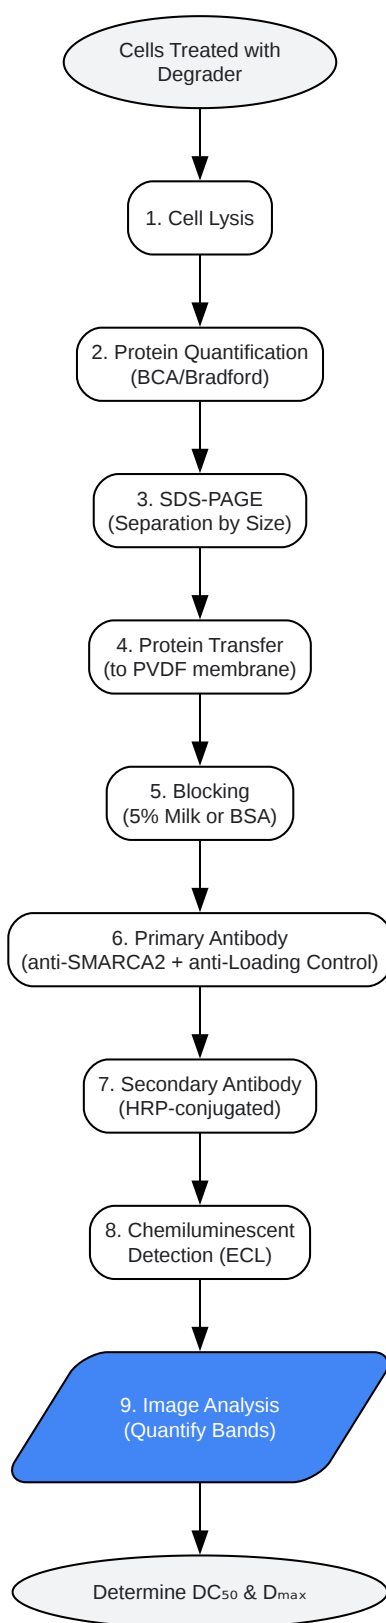 Cells Treated with
Degrader
1. Cell Lysis
2. Protein Quantification
(BCA/Bradford)
3. SDS-PAGE
(Separation by Size)
4. Protein Transfer
(to PVDF membrane)
5. Blocking
(5% Milk or BSA)
6. Primary Antibody
(anti-SMARCA2 + anti-Loading Control)
7. Secondary Antibody
(HRP-conjugated)
8. Chemiluminescent
Detection (ECL)
9. Image Analysis
(Quantify Bands)
Determine DC₅₀ & Dₘₐₓ